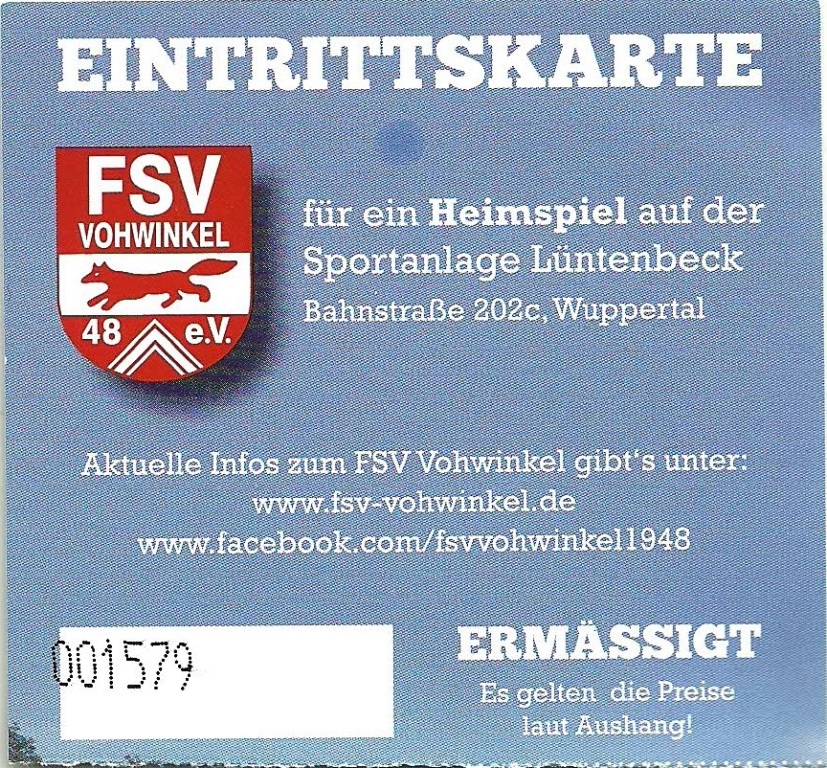 EINTRITTSKARTE
FSV
VOHWINKEL
48 e.V.
für ein Heimspiel auf der
Sportanlage Lüntenbeck
Bahnstraße 202c, Wuppertal
Aktuelle Infos zum FSV Vohwinkel gibt's unter:
www.fsv-vohwinkel.de
www.facebook.com/fsvvohwinkel1948
001579
ERMÄSSIGT
Es gelten die Preise
laut Aushang!